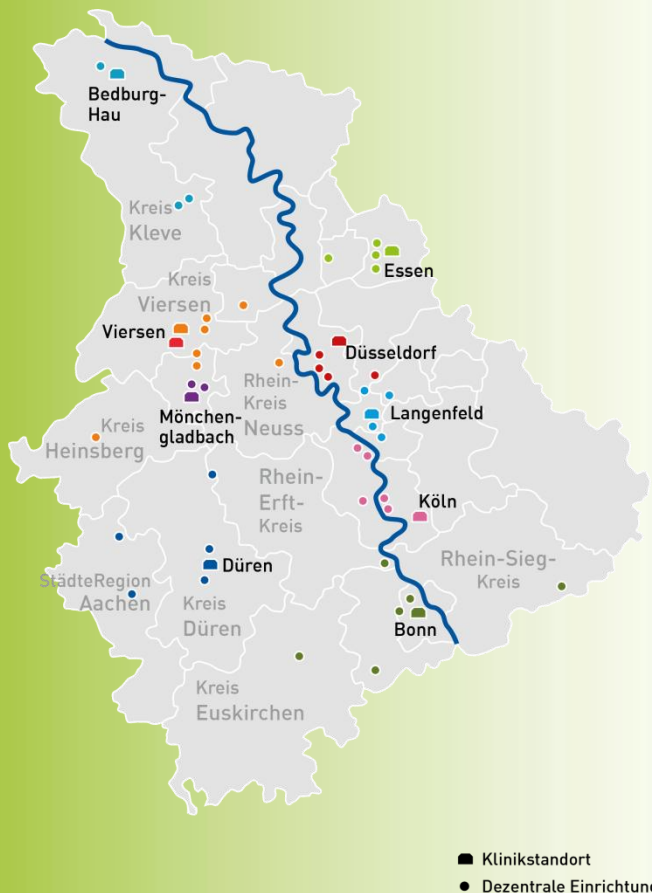 Bedburg-
Hau
Kreis
Kleve
Essen
Kreis
Viersen
Viersen
Düsseldorf
Rhein-
Kreis
Neuss
Langenfeld
Mönchen-
gladbach
Kreis
Heinsberg
Rhein-
Erft-
Kreis
Köln
Rhein-Sieg-
Kreis
Düren
StädteRegion
Aachen
Kreis
Düren
Bonn
Kreis
Euskirchen
Klinikstandort
Dezentrale Einrichtung